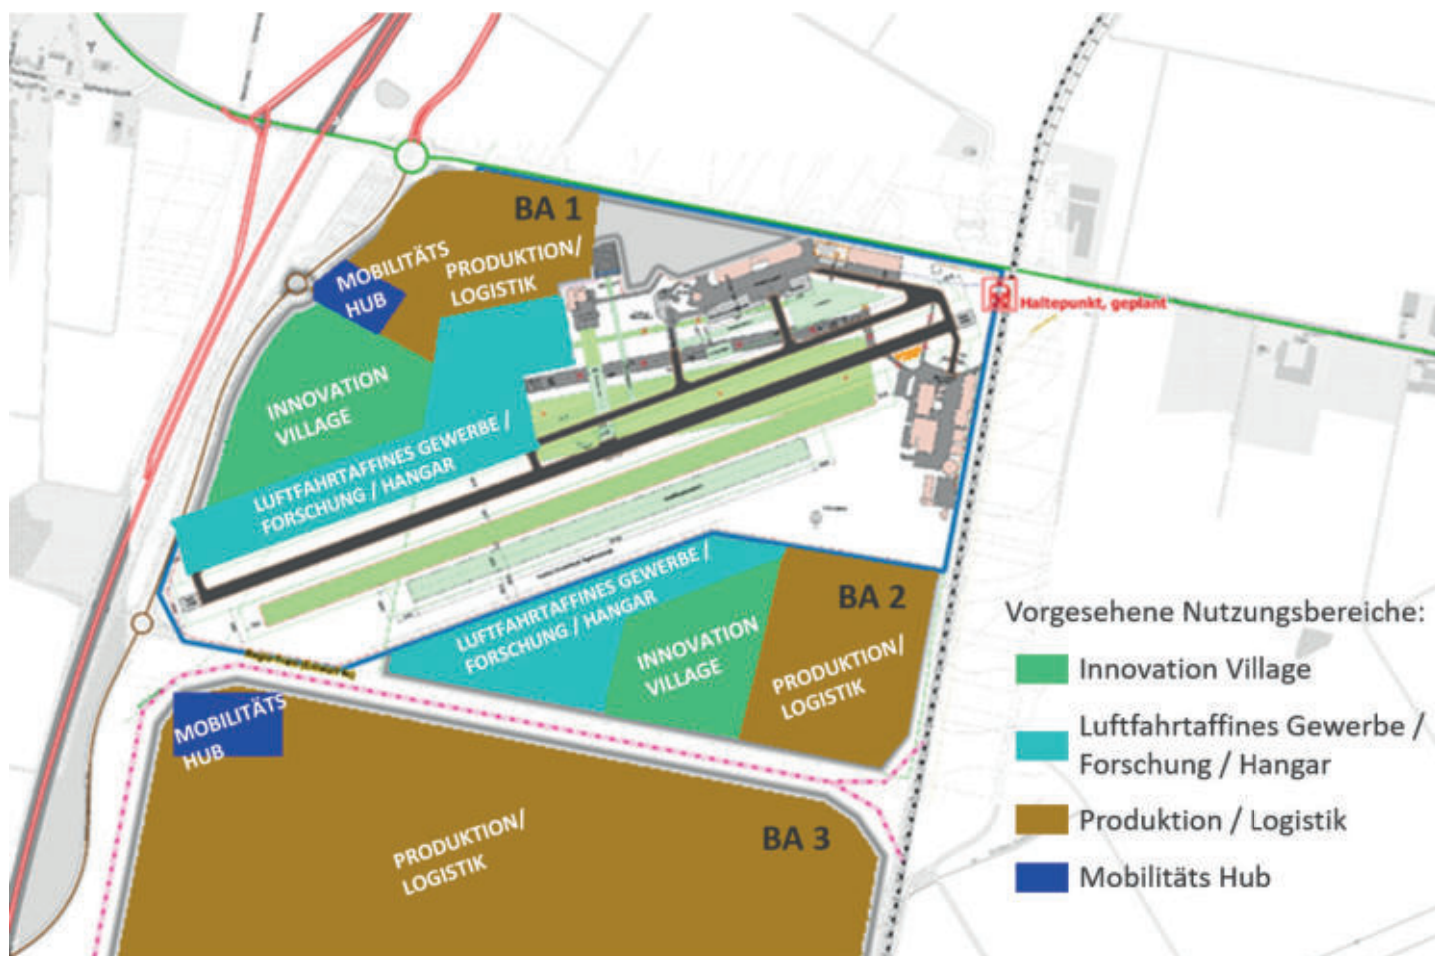 BA 1
MOBILITÄTS
HUB
PRODUKTION/
LOGISTIK
Haltepunkt, geplant
INNOVATION
VILLAGE
LUFTFAHRTAFFINES GEWERBE /
FORSCHUNG / HANGAR
LUFTFAHRTAFFINES GEWERBE /
FORSCHUNG / HANGAR
INNOVATION
VILLAGE
BA 2
PRODUKTION/
LOGISTIK
MOBILITÄTS
HUB
BA 3
PRODUKTION/
LOGISTIK
Vorgesehene Nutzungsbereiche:
Innovation Village
Luftfahrtaffines Gewerbe /
Forschung / Hangar
Produktion / Logistik
Mobilitäts Hub